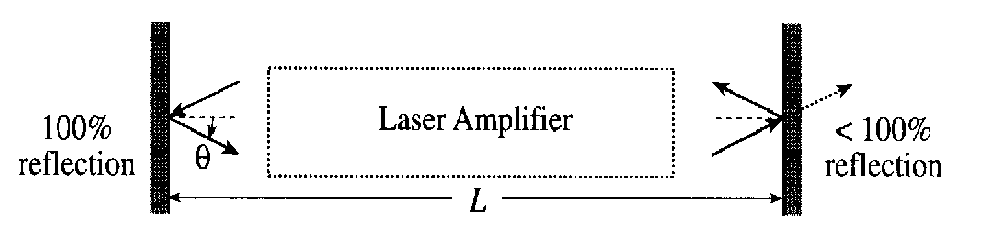 100%
reflection
θ
Laser Amplifier
L
< 100%
reflection